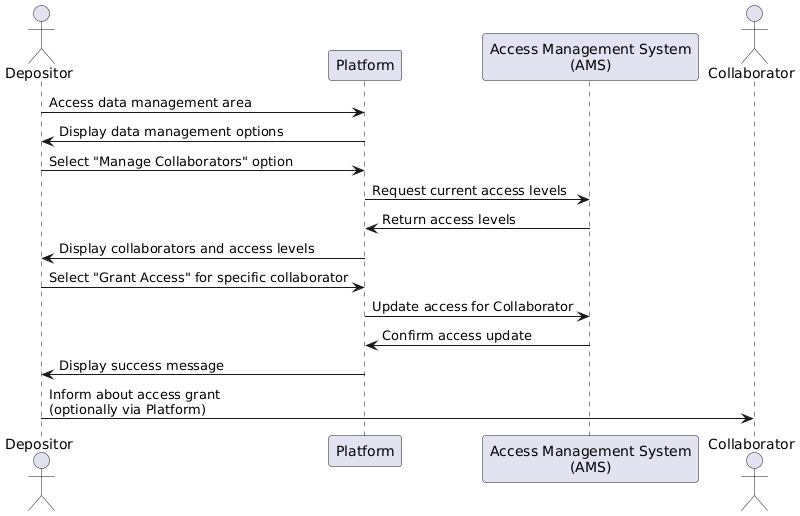 Depositor
Platform
Access Management System
(AMS)
Collaborator
Access data management area
Display data management options
Select "Manage Collaborators" option
Request current access levels
Return access levels
Display collaborators and access levels
Select "Grant Access" for specific collaborator
Update access for Collaborator
Confirm access update
Display success message
Inform about access grant
(optionally via Platform)
Depositor
Platform
Access Management System
(AMS)
Collaborator